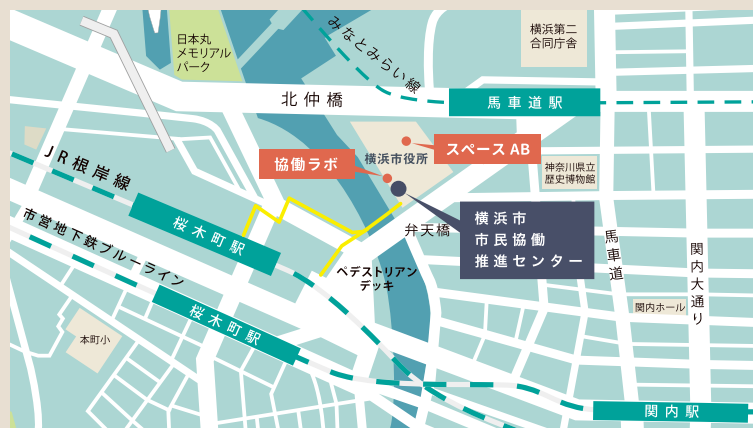 日本丸
メモリアル
パーク
みなとみらい線
横浜第二
合同庁舎
北仲橋
馬車道駅
スペースAB
協働ラボ
横浜市役所
神奈川県立
歴史博物館
JR根岸線
桜木町駅
横浜市
市民協働
推進センター
弁天橋
市営地下鉄ブルーライン
ペデストリアン
デッキ
馬車道
関内大通り
桜木町駅
関内ホール
本町小
関内駅